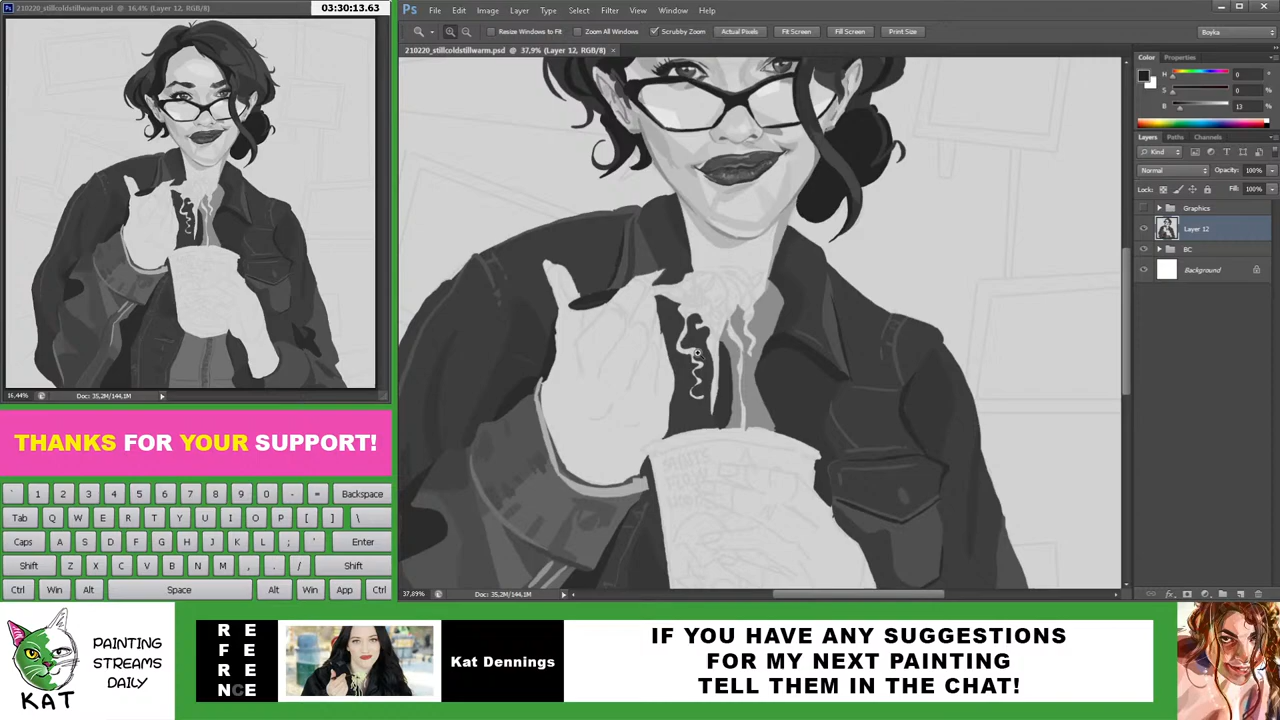 210220_stillcoldstillwarm.psd @ 16,4% (Layer 12, RGB/8)
03:30:13.63
16,44%
Doc: 35,2M/144,1M
Ps File Edit Image Layer Type Select Filter View Window Help
Resize Windows to Fit
Zoom All Windows
Scrubby Zoom
Actual Pixels
Fit Screen
Fill Screen
Print Size
Boyka
210220_stillcoldstillwarm.psd @ 37,9% (Layer 12, RGB/8)
37,89%
Doc: 35,2M/144,1M
Color Properties
H 0 °
S 0 %
B 13 %
Layers Paths Channels
Kind
Normal Opacity: 100%
Lock: Fill: 100%
Graphics
Layer 12
BC
Background
THANKS FOR YOUR SUPPORT!
` 1 2 3 4 5 6 7 8 9 0 - = Backspace
Tab Q W E R T Y U I O P [ ] \
Caps A S D F G H J K L ; ' Enter
Shift Z X C V B N M , . / Shift
Ctrl Win Alt Space Alt Win App Ctrl
KAT
PAINTING
STREAMS
DAILY
REFERENCE
Kat Dennings
IF YOU HAVE ANY SUGGESTIONS
FOR MY NEXT PAINTING
TELL THEM IN THE CHAT!